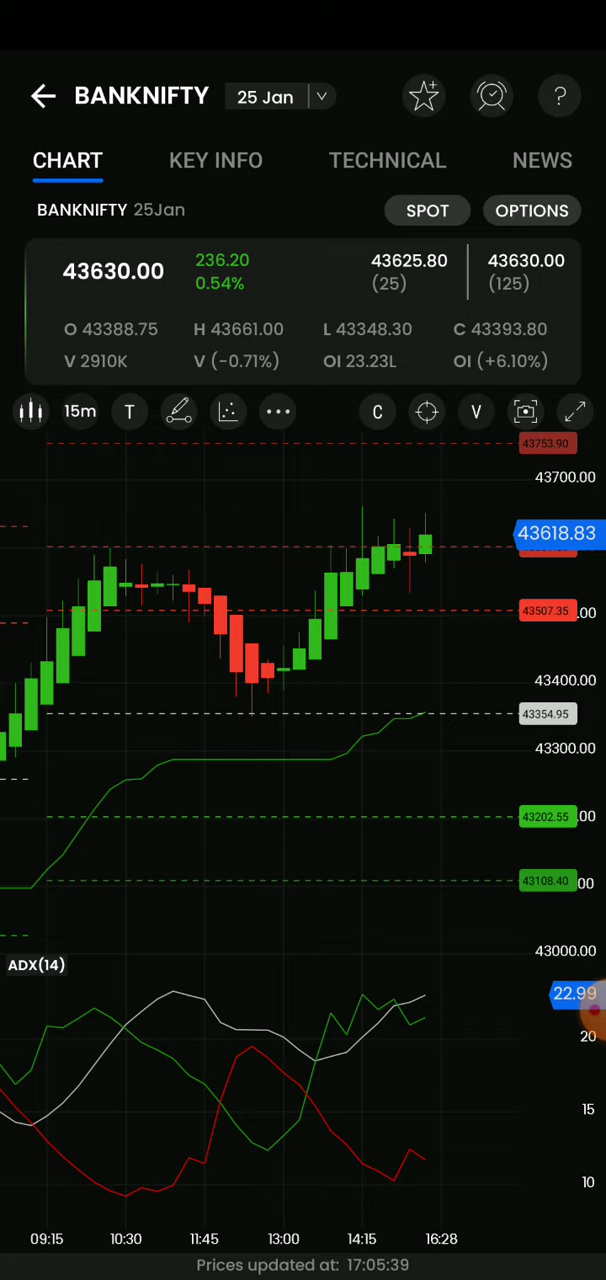 BANKNIFTY 25 Jan ?
CHART KEY INFO TECHNICAL NEWS
BANKNIFTY 25Jan SPOT OPTIONS
43630.00 236.20 43625.80 43630.00
0.54% (25) (125)
O 43388.75 H 43661.00 L 43348.30 C 43393.80
V 2910K V (-0.71%) OI 23.23L OI (+6.10%)
15m T C V
43753.90
43700.00
43618.83
43507.35 .00
43400.00
43354.95
43300.00
43202.55 .00
43108.40 00
43000.00
ADX(14)
22.99
20
15
10
09:15 10:30 11:45 13:00 14:15 16:28
Prices updated at: 17:05:39